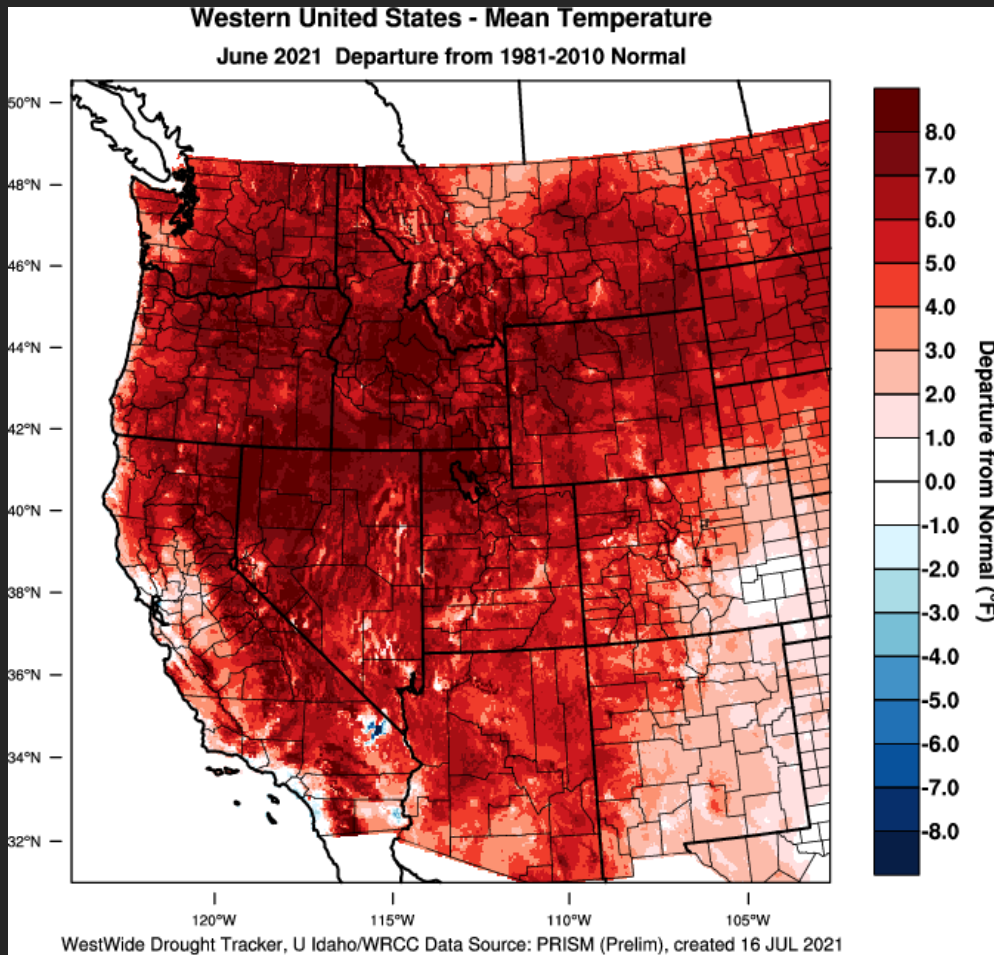 Western United States - Mean Temperature
June 2021 Departure from 1981-2010 Normal
50°N
48°N
46°N
44°N
42°N
40°N
38°N
36°N
34°N
32°N
120°W
115°W
110°W
105°W
8.0
7.0
6.0
5.0
4.0
3.0
2.0
1.0
0.0
-1.0
-2.0
-3.0
-4.0
-5.0
-6.0
-7.0
-8.0
Departure from Normal (°F)
WestWide Drought Tracker, U Idaho/WRCC Data Source: PRISM (Prelim), created 16 JUL 2021